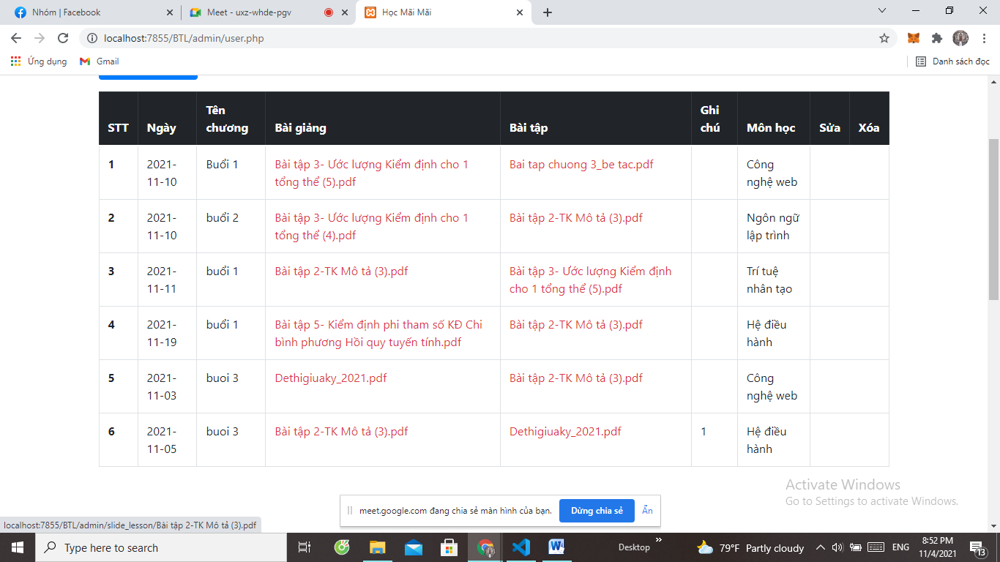 Nhóm | Facebook
Meet - uxz-whde-pgv
Học Mãi Mãi
localhost:7855/BTL/admin/user.php
Ứng dụng
Gmail
Danh sách đọc
STT Ngày Tên chương Bài giảng Bài tập Ghi chú Môn học Sửa Xóa
1 2021-11-10 Buổi 1 Bài tập 3- Ước lượng Kiểm định cho 1 tổng thể (5).pdf Bai tap chuong 3_be tac.pdf Công nghệ web
2 2021-11-10 buổi 2 Bài tập 3- Ước lượng Kiểm định cho 1 tổng thể (4).pdf Bài tập 2-TK Mô tả (3).pdf Ngôn ngữ lập trình
3 2021-11-11 buổi 1 Bài tập 2-TK Mô tả (3).pdf Bài tập 3- Ước lượng Kiểm định cho 1 tổng thể (5).pdf Trí tuệ nhân tạo
4 2021-11-19 buổi 1 Bài tập 5- Kiểm định phi tham số KĐ Chi bình phương Hồi quy tuyến tính.pdf Bài tập 2-TK Mô tả (3).pdf Hệ điều hành
5 2021-11-03 buoi 3 Dethigiuaky_2021.pdf Bài tập 2-TK Mô tả (3).pdf Công nghệ web
6 2021-11-05 buoi 3 Bài tập 2-TK Mô tả (3).pdf Dethigiuaky_2021.pdf 1 Hệ điều hành
Activate Windows
Go to Settings to activate Windows.
meet.google.com đang chia sẻ màn hình của bạn. Dừng chia sẻ Ẩn
localhost:7855/BTL/admin/slide_lesson/Bài tập 2-TK Mô tả (3).pdf
Type here to search
Desktop
79°F Partly cloudy
ENG
8:52 PM
11/4/2021
13